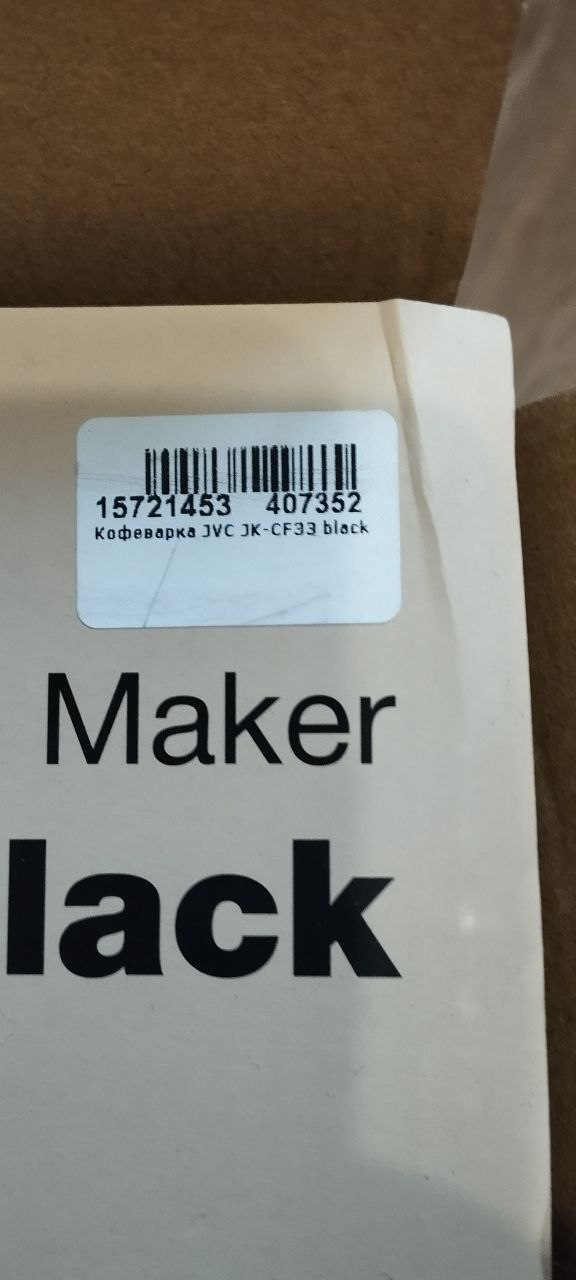 15721453 407352
Кофеварка JVC JK-CF33 black
Maker
lack